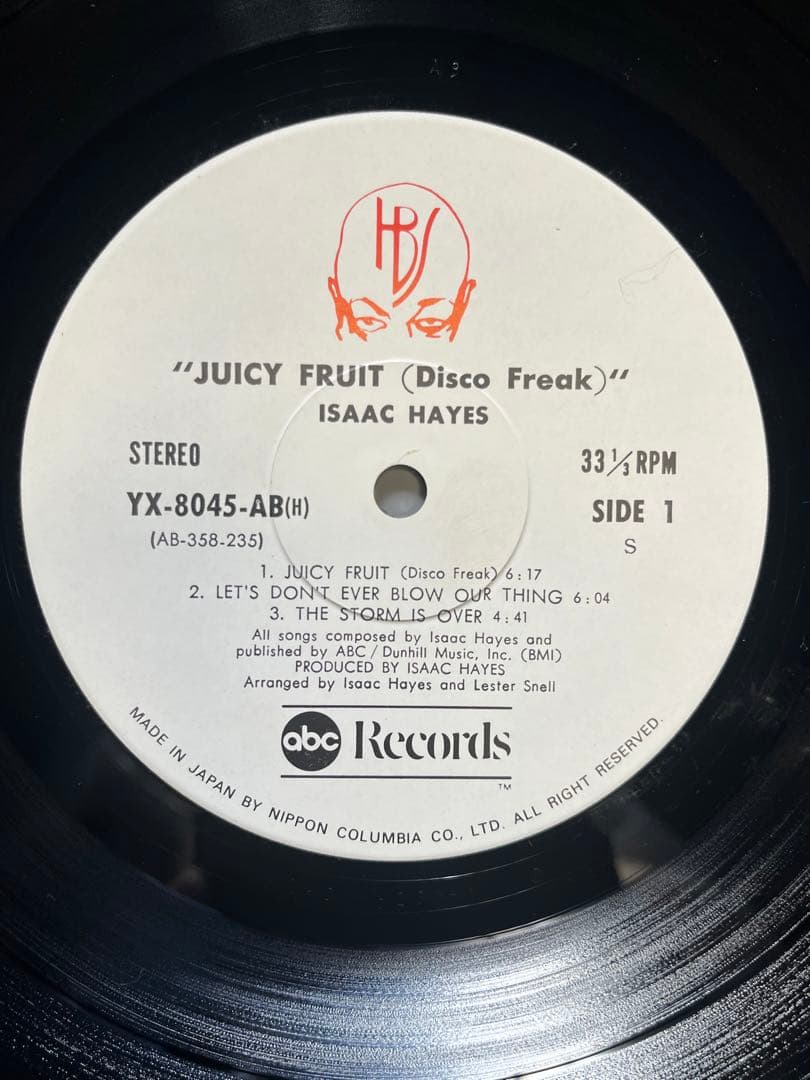 A 9
HBS
"JUICY FRUIT (Disco Freak)"
ISAAC HAYES
STEREO
33 1/3 RPM
YX-8045-AB(H)
SIDE 1
(AB-358-235)
S
1. JUICY FRUIT (Disco Freak) 6:17
2. LET'S DON'T EVER BLOW OUR THING 6:04
3. THE STORM IS OVER 4:41
All songs composed by Isaac Hayes and
published by ABC/Dunhill Music, Inc. (BMI)
PRODUCED BY ISAAC HAYES
Arranged by Isaac Hayes and Lester Snell
abc Records
TM
MADE IN JAPAN BY NIPPON COLUMBIA CO., LTD. ALL RIGHT RESERVED.